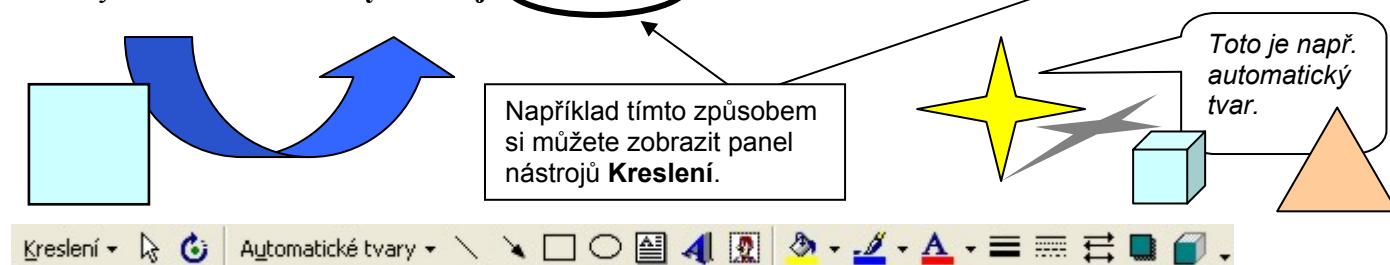 Například tímto způsobem
si můžete zobrazit panel
nástrojů Kreslení.
Toto je např.
automatický
tvar.
Kreslení
Automatické tvary
A